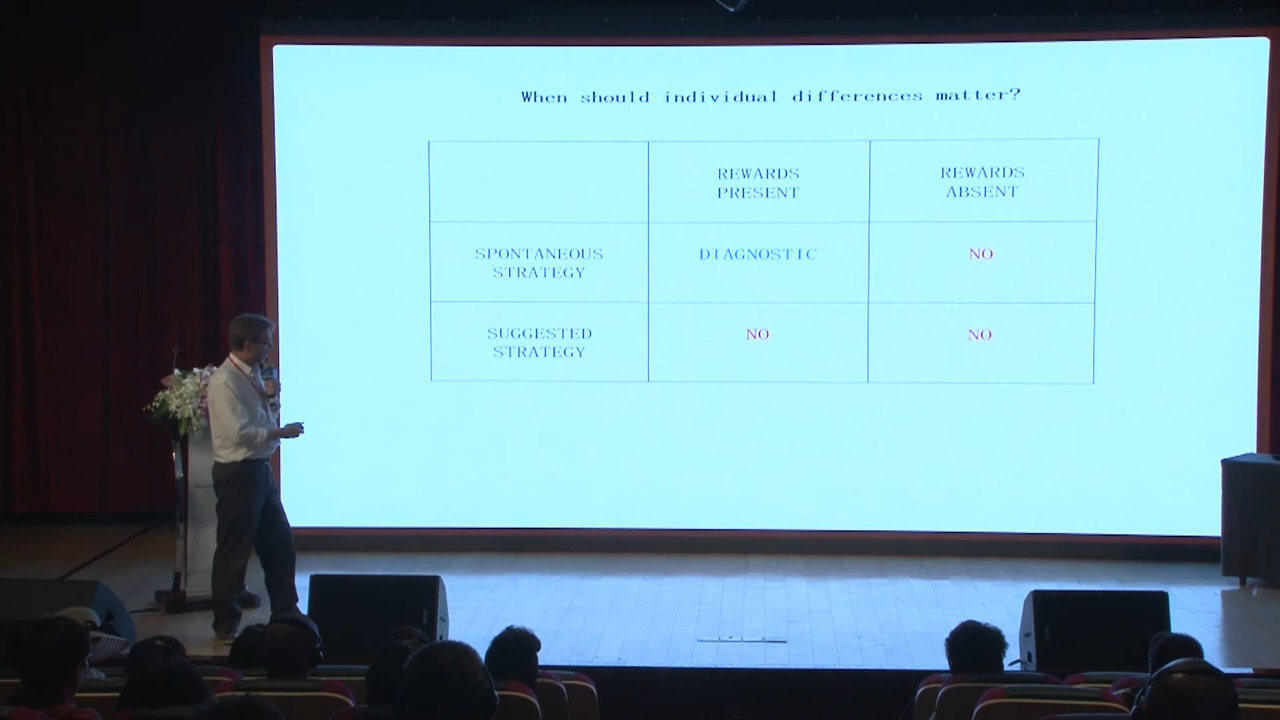 When should individual differences matter?
REWARDS
PRESENT
REWARDS
ABSENT
SPONTANEOUS
STRATEGY
DIAGNOSTIC
NO
SUGGESTED
STRATEGY
NO
NO